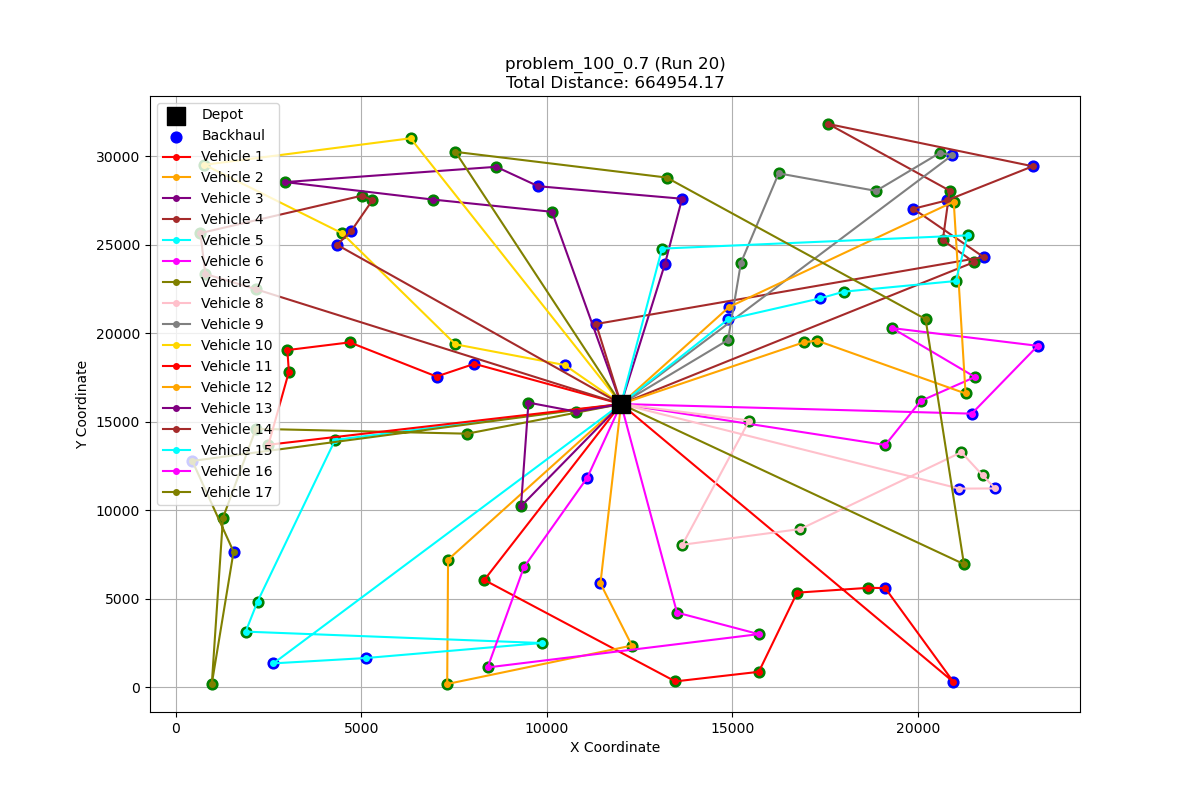 problem_100_0.7 (Run 20)
Total Distance: 664954.17
Depot
Backhaul
Vehicle 1
Vehicle 2
Vehicle 3
Vehicle 4
Vehicle 5
Vehicle 6
Vehicle 7
Vehicle 8
Vehicle 9
Vehicle 10
Vehicle 11
Vehicle 12
Vehicle 13
Vehicle 14
Vehicle 15
Vehicle 16
Vehicle 17
Y Coordinate
30000
25000
20000
15000
10000
5000
0
0 5000 10000 15000 20000
X Coordinate